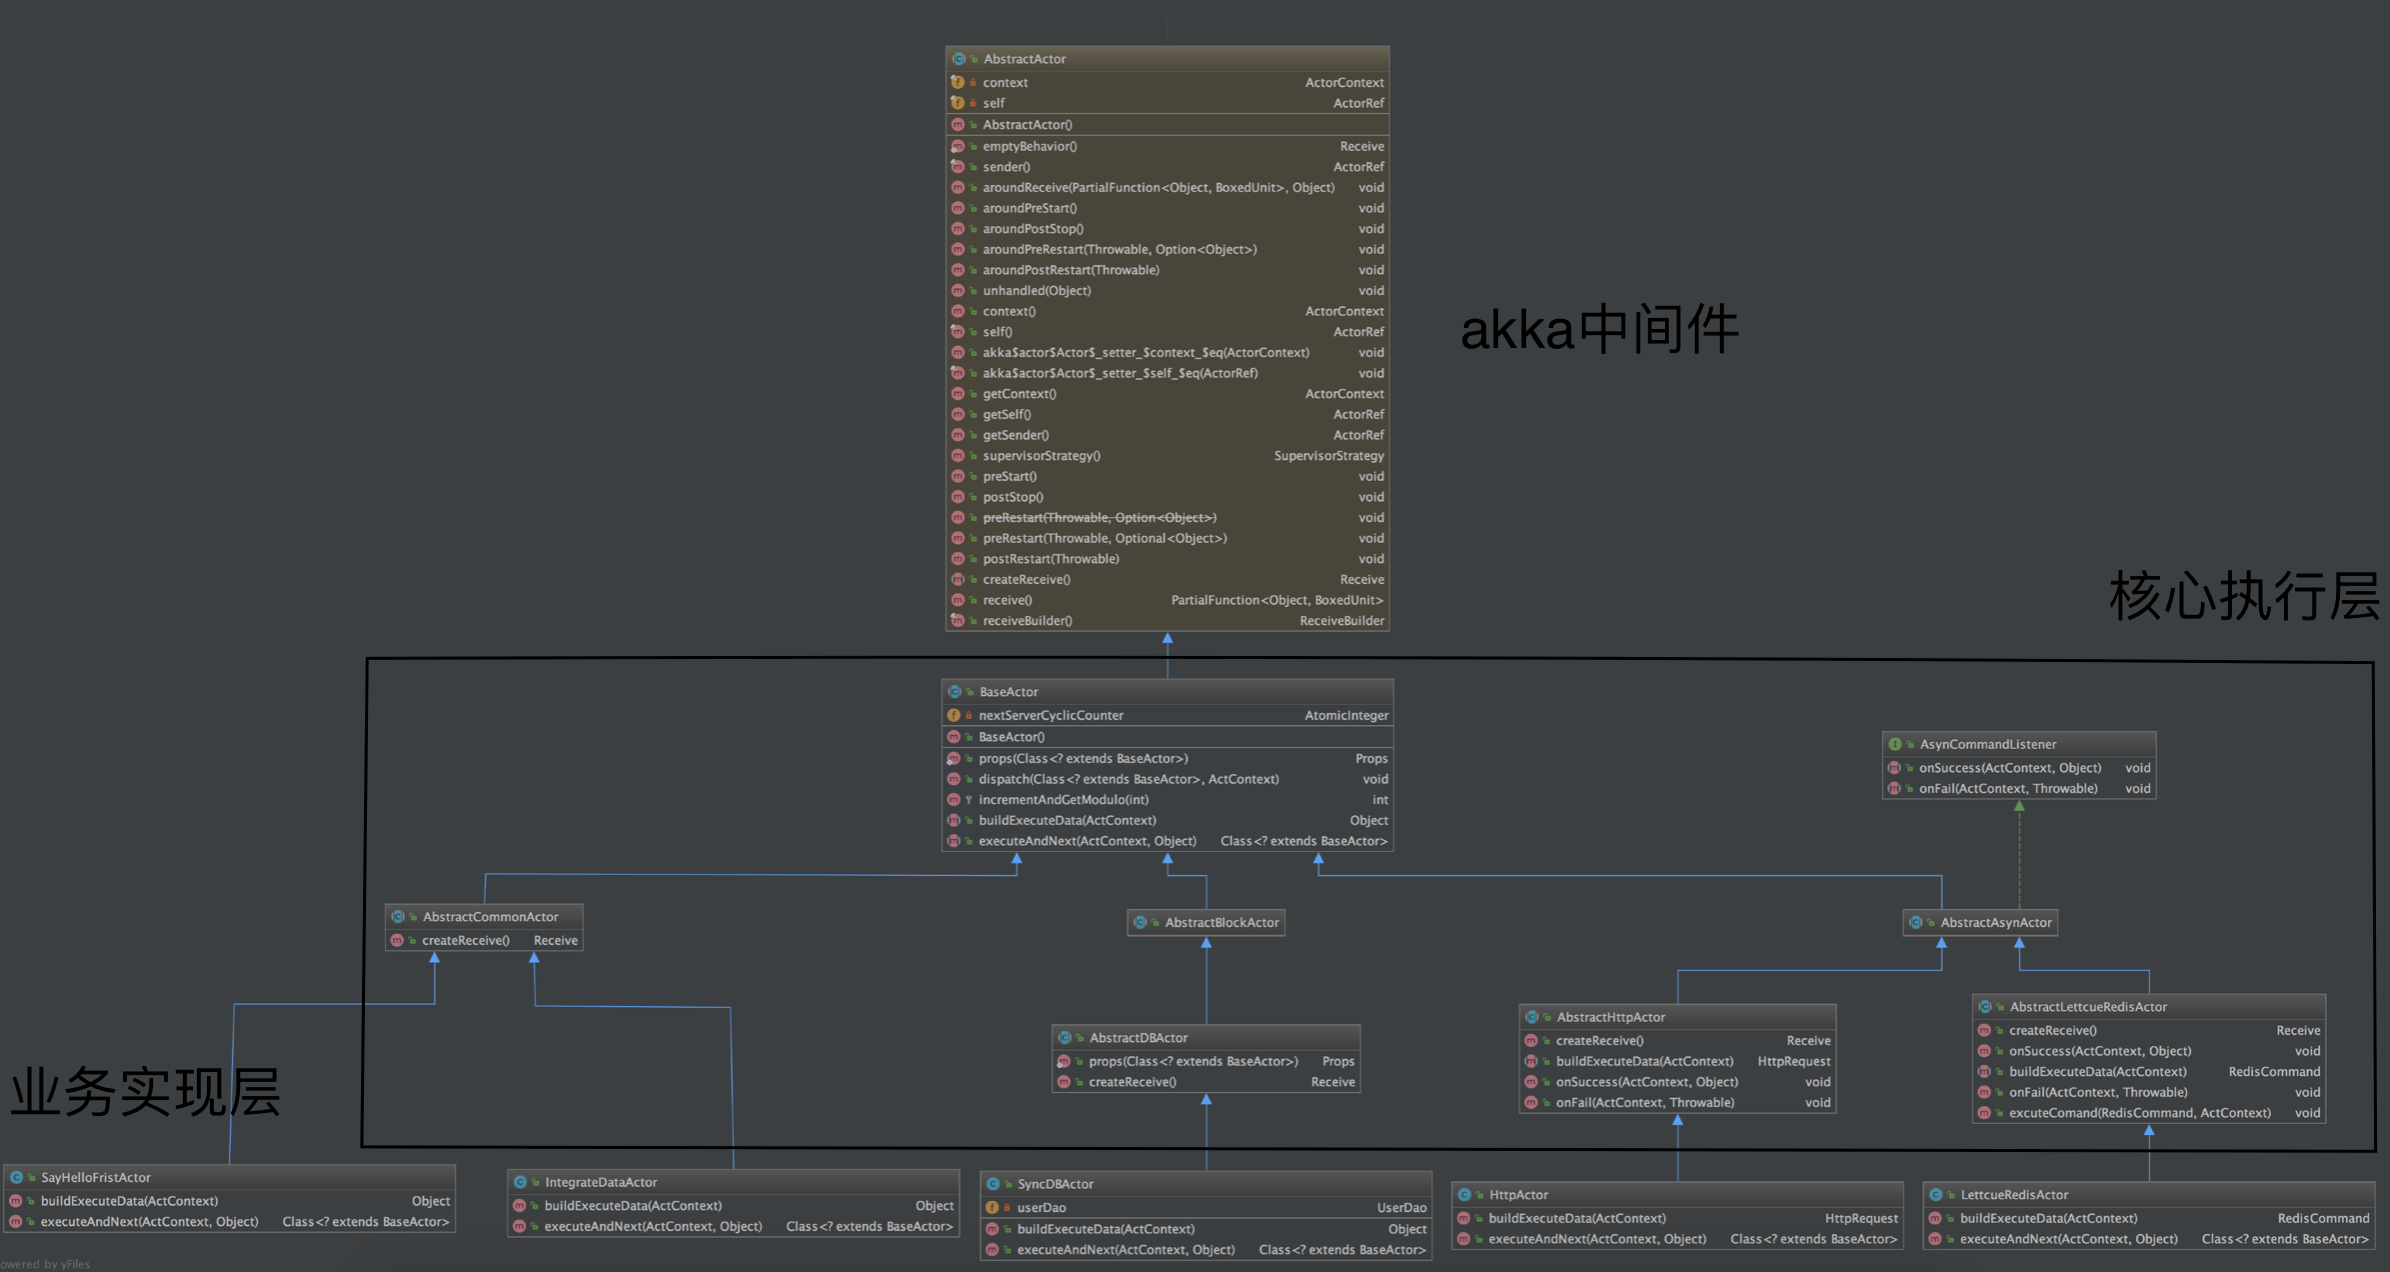 AbstractActor
context ActorContext
self ActorRef
AbstractActor()
emptyBehavior() Receive
sender() ActorRef
aroundReceive(PartialFunction<Object, BoxedUnit>, Object) void
aroundPreStart() void
aroundPostStop() void
aroundPreRestart(Throwable, Option<Object>) void
aroundPostRestart(Throwable) void
unhandled(Object) void
context() ActorContext
self() ActorRef
akka$actor$Actor$_setter_$context_$eq(ActorContext) void
akka$actor$Actor$_setter_$self_$eq(ActorRef) void
getContext() ActorContext
getSelf() ActorRef
getSender() ActorRef
supervisorStrategy() SupervisorStrategy
preStart() void
postStop() void
preRestart(Throwable, Option<Object>) void
preRestart(Throwable, Optional<Object>) void
postRestart(Throwable) void
createReceive() Receive
receive() PartialFunction<Object, BoxedUnit>
receiveBuilder() ReceiveBuilder
akka中间件
核心执行层
BaseActor
nextServerCyclicCounter AtomicInteger
BaseActor()
props(Class<? extends BaseActor>) Props
dispatch(Class<? extends BaseActor>, ActContext) void
incrementAndGetModulo(int) int
buildExecuteData(ActContext) Object
executeAndNext(ActContext, Object) Class<? extends BaseActor>
AsynCommandListener
onSuccess(ActContext, Object) void
onFail(ActContext, Throwable) void
AbstractCommonActor
createReceive() Receive
AbstractBlockActor
AbstractAsynActor
AbstractDBActor
props(Class<? extends BaseActor>) Props
createReceive() Receive
AbstractHttpActor
createReceive() Receive
buildExecuteData(ActContext) HttpRequest
onSuccess(ActContext, Object) void
onFail(ActContext, Throwable) void
AbstractLettcueRedisActor
createReceive() Receive
onSuccess(ActContext, Object) void
buildExecuteData(ActContext) RedisCommand
onFail(ActContext, Throwable) void
excuteComand(RedisCommand, ActContext) void
业务实现层
SayHelloFristActor
buildExecuteData(ActContext) Object
executeAndNext(ActContext, Object) Class<? extends BaseActor>
IntegrateDataActor
buildExecuteData(ActContext) Object
executeAndNext(ActContext, Object) Class<? extends BaseActor>
SyncDBActor
userDao UserDao
buildExecuteData(ActContext) Object
executeAndNext(ActContext, Object) Class<? extends BaseActor>
HttpActor
buildExecuteData(ActContext) HttpRequest
executeAndNext(ActContext, Object) Class<? extends BaseActor>
LettcueRedisActor
buildExecuteData(ActContext) RedisCommand
executeAndNext(ActContext, Object) Class<? extends BaseActor>
owered by yFiles